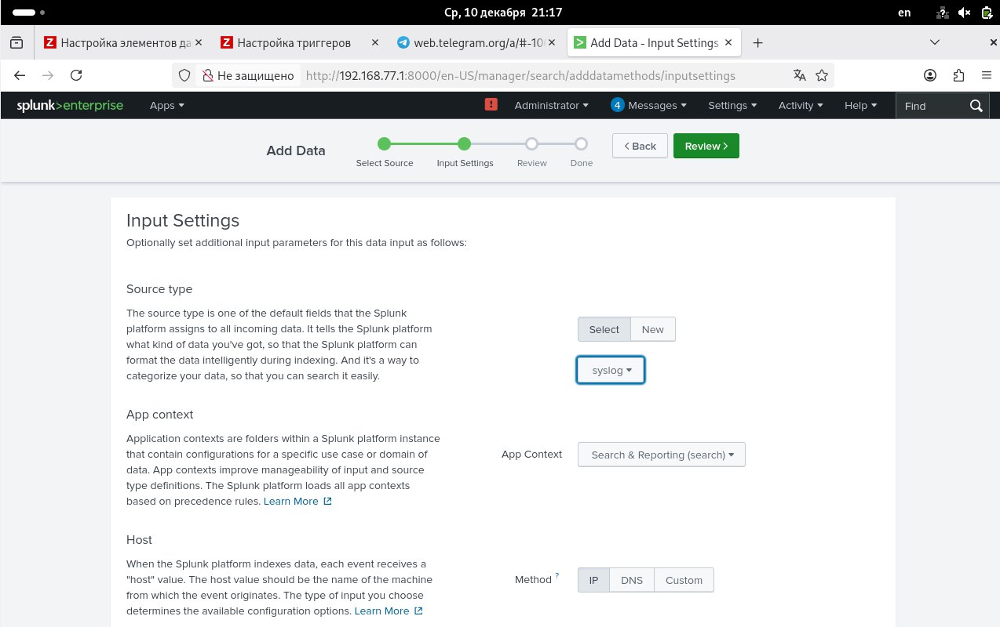 Ср, 10 декабря 21:17
en
Настройка элементов да
Настройка триггеров
web.telegram.org/a/#-10
Add Data - Input Settings
Не защищено
http://192.168.77.1:8000/en-US/manager/search/adddatamethods/inputsettings
splunk>enterprise
Apps
Administrator
4 Messages
Settings
Activity
Help
Find
Add Data
Select Source
Input Settings
Review
Done
< Back
Review >
Input Settings
Optionally set additional input parameters for this data input as follows:
Source type
The source type is one of the default fields that the Splunk
platform assigns to all incoming data. It tells the Splunk platform
what kind of data you've got, so that the Splunk platform can
format the data intelligently during indexing. And it's a way to
categorize your data, so that you can search it easily.
Select
New
syslog
App context
Application contexts are folders within a Splunk platform instance
that contain configurations for a specific use case or domain of
data. App contexts improve manageability of input and source
type definitions. The Splunk platform loads all app contexts
based on precedence rules. Learn More
App Context
Search & Reporting (search)
Host
When the Splunk platform indexes data, each event receives a
"host" value. The host value should be the name of the machine
from which the event originates. The type of input you choose
determines the available configuration options. Learn More
Method ?
IP
DNS
Custom